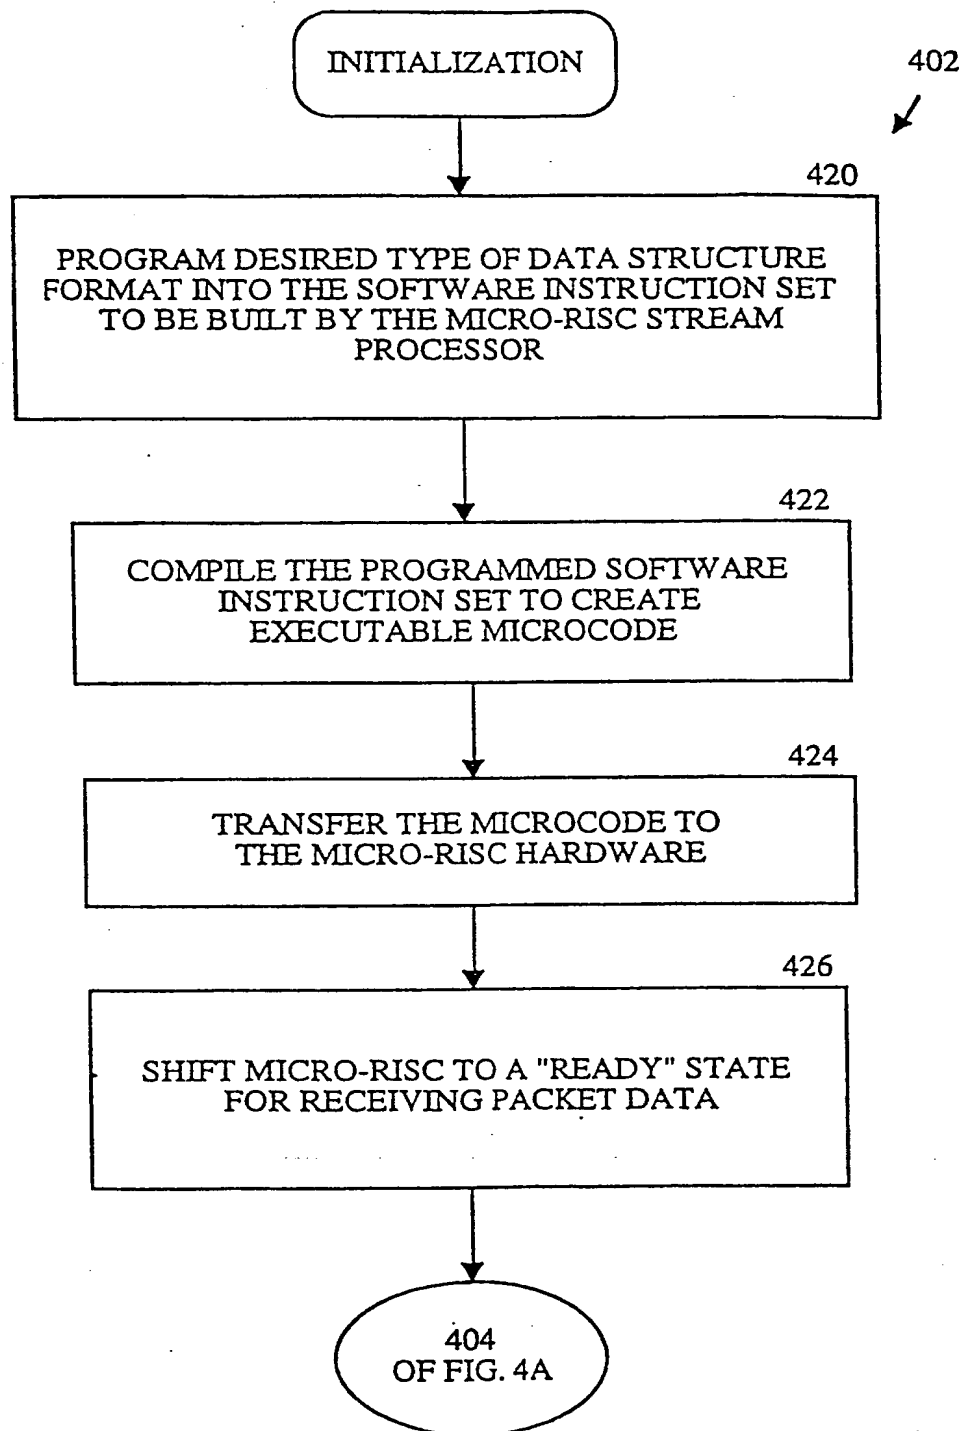 INITIALIZATION
402
420
PROGRAM DESIRED TYPE OF DATA STRUCTURE
FORMAT INTO THE SOFTWARE INSTRUCTION SET
TO BE BUILT BY THE MICRO-RISC STREAM
PROCESSOR
422
COMPILE THE PROGRAMMED SOFTWARE
INSTRUCTION SET TO CREATE
EXECUTABLE MICROCODE
424
TRANSFER THE MICROCODE TO
THE MICRO-RISC HARDWARE
426
SHIFT MICRO-RISC TO A "READY" STATE
FOR RECEIVING PACKET DATA
404
OF FIG. 4A